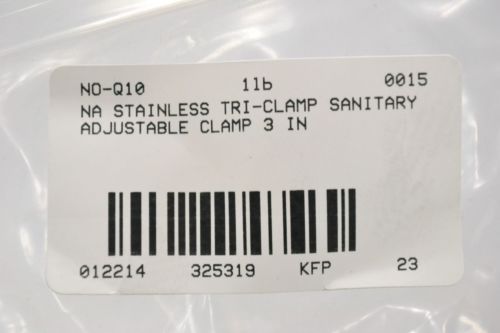 NO-Q10 1lb 0015
NA STAINLESS TRI-CLAMP SANITARY
ADJUSTABLE CLAMP 3 IN
012214 325319 KFP 23